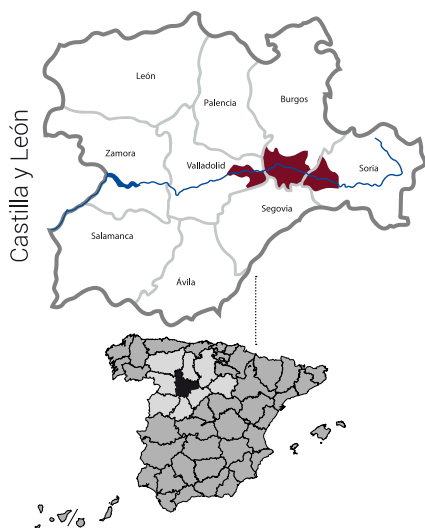 León
Palencia
Burgos
Zamora
Valladolid
Soria
Segovia
Salamanca
Ávila
Castilla y León